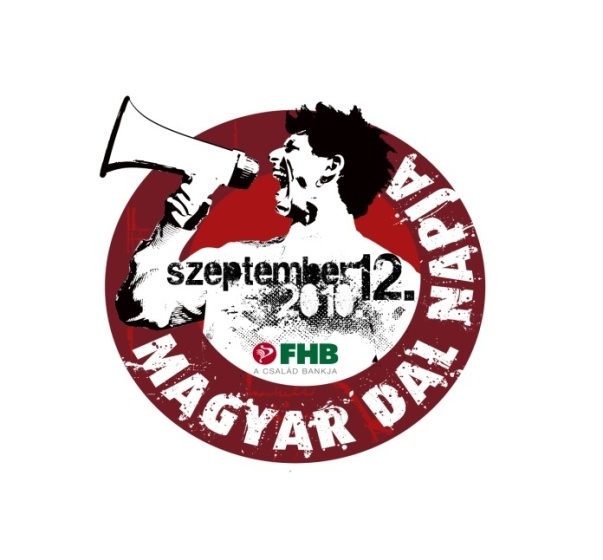 szeptember 12.
2010.
FHB
A CSALÁD BANKJA
MAGYAR DAL NAPJA